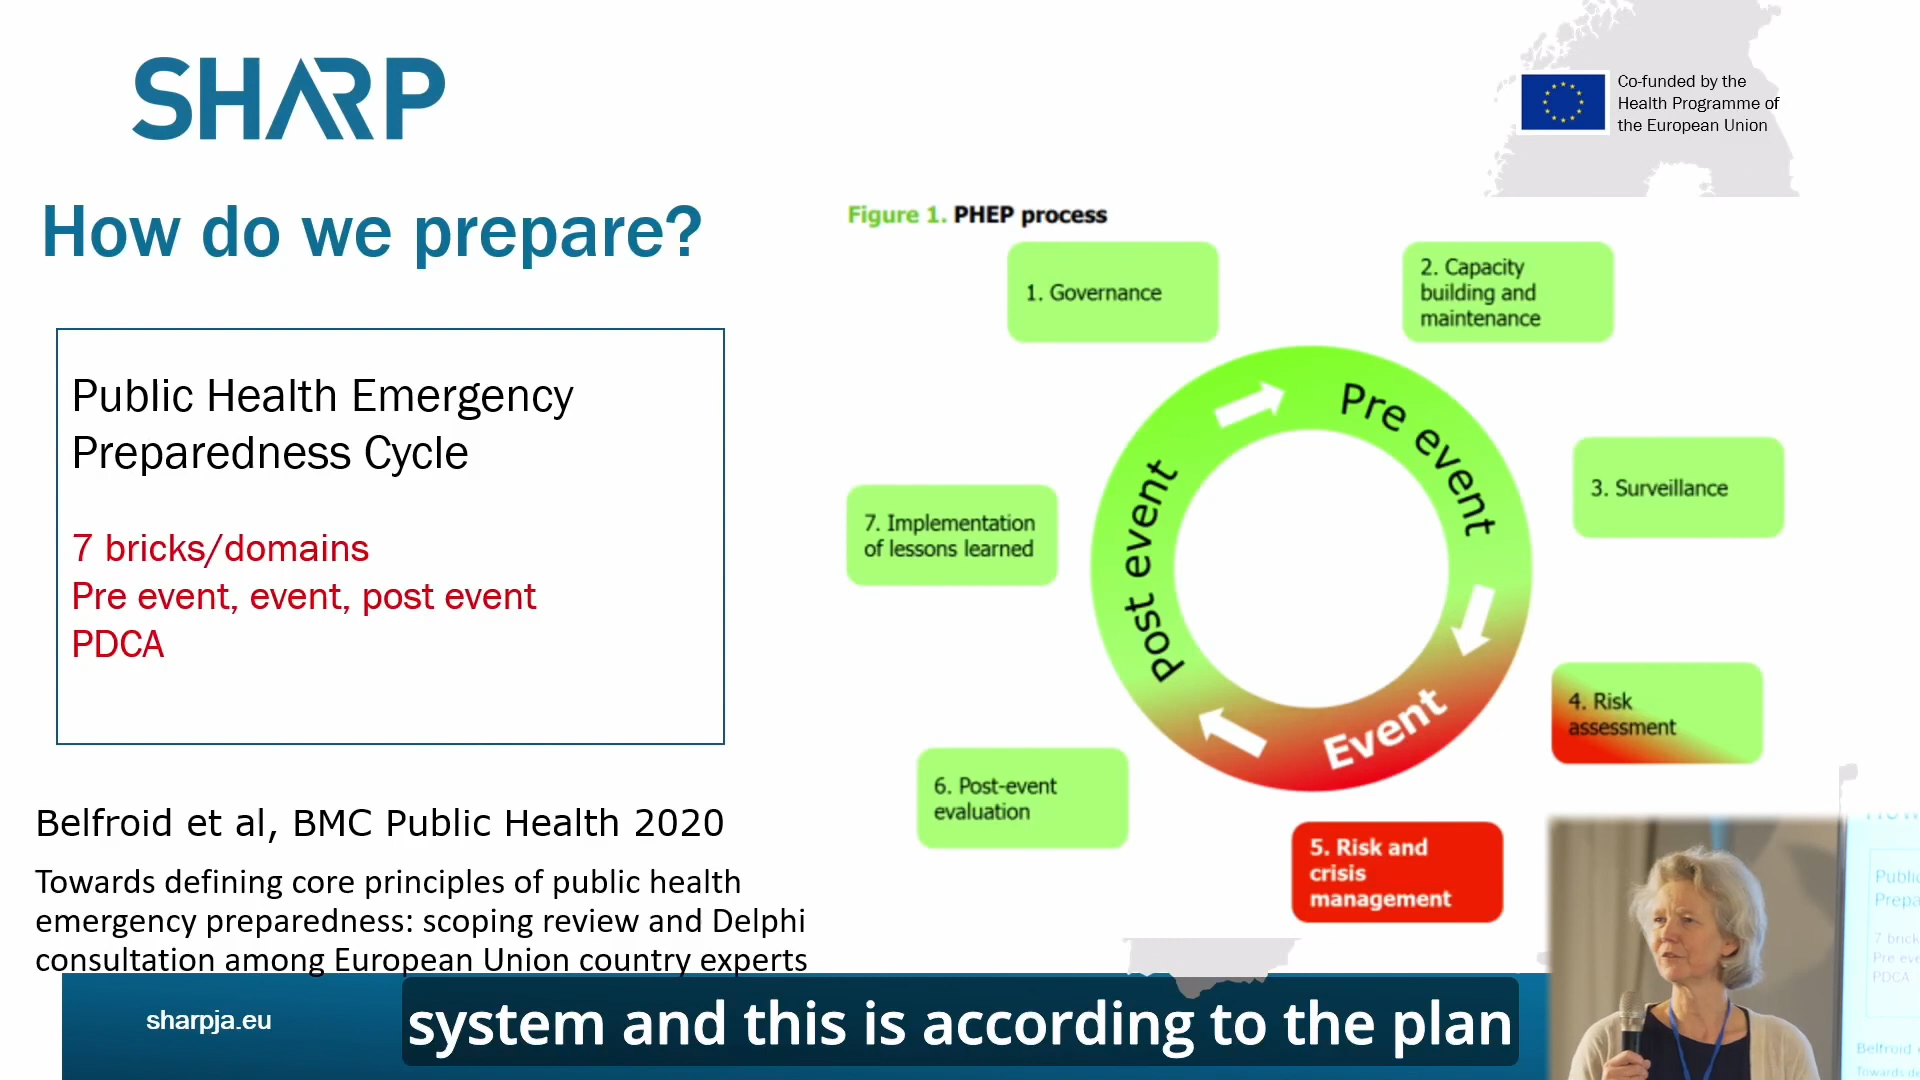 SHARP
Co-funded by the
Health Programme of
the European Union
How do we prepare?
Public Health Emergency
Preparedness Cycle
7 bricks/domains
Pre event, event, post event
PDCA
Belfroid et al, BMC Public Health 2020
Towards defining core principles of public health
emergency preparedness: scoping review and Delphi
consultation among European Union country experts
Figure 1. PHEP process
1. Governance
2. Capacity
building and
maintenance
3. Surveillance
4. Risk
assessment
5. Risk and
crisis
management
6. Post-event
evaluation
7. Implementation
of lessons learned
Pre event
Event
Post event
sharpja.eu
system and this is according to the plan
PDCA